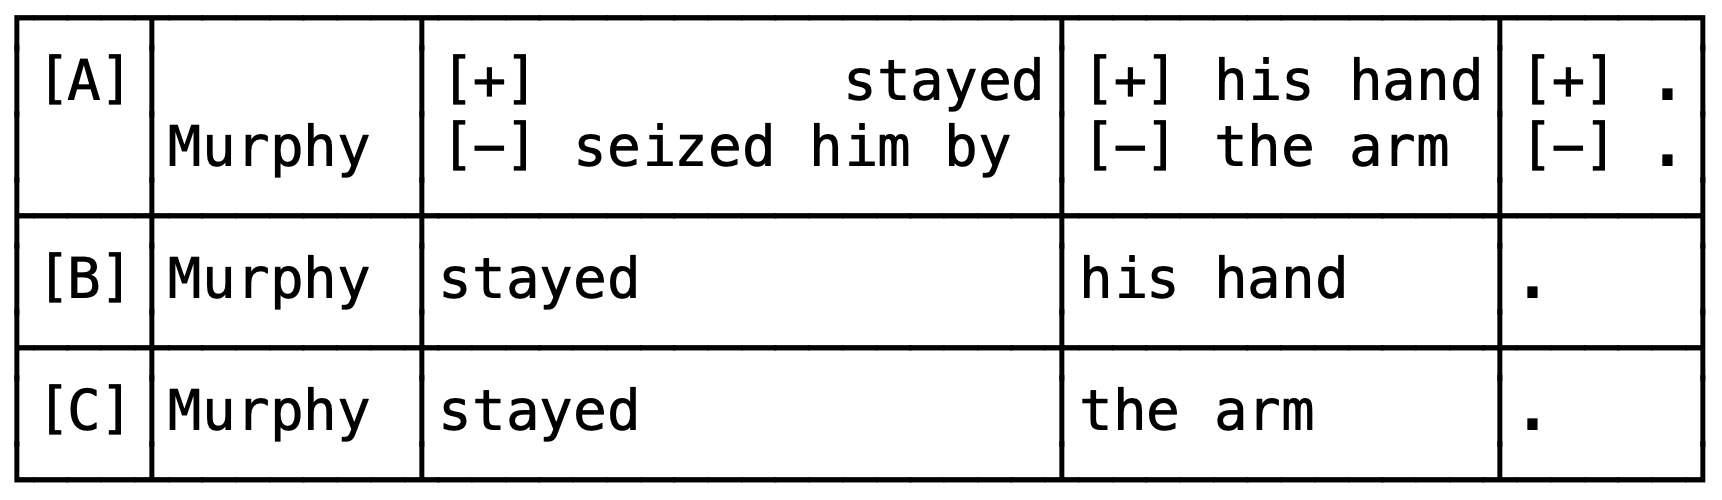 [A] [+] stayed [+] his hand [+] .
Murphy [−] seized him by [−] the arm [−] .
[B] Murphy stayed his hand .
[C] Murphy stayed the arm .